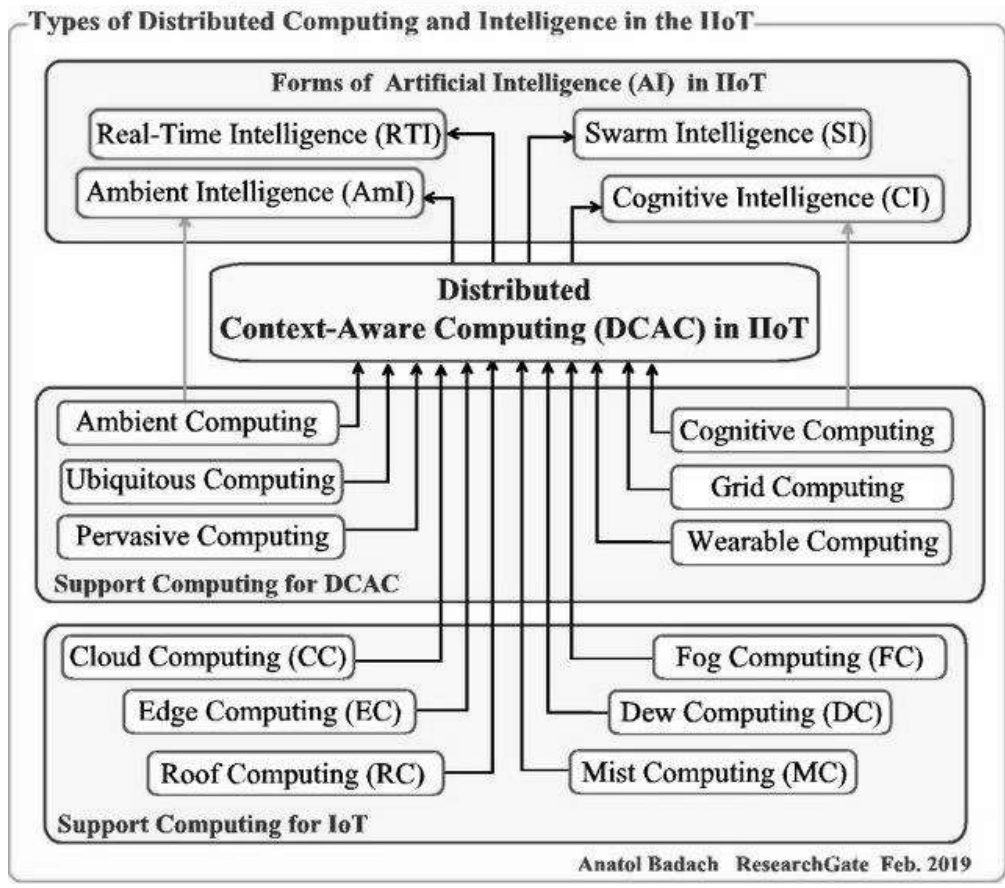 Types of Distributed Computing and Intelligence in the IIoT
Forms of Artificial Intelligence (AI) in IIoT
Real-Time Intelligence (RTI)
Swarm Intelligence (SI)
Ambient Intelligence (AmI)
Cognitive Intelligence (CI)
Distributed
Context-Aware Computing (DCAC) in IIoT
Ambient Computing
Cognitive Computing
Ubiquitous Computing
Grid Computing
Pervasive Computing
Wearable Computing
Support Computing for DCAC
Cloud Computing (CC)
Fog Computing (FC)
Edge Computing (EC)
Dew Computing (DC)
Roof Computing (RC)
Mist Computing (MC)
Support Computing for IoT
Anatol Badach ResearchGate Feb. 2019